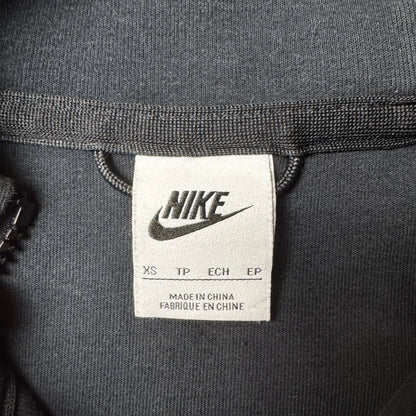 NIKE
XS TP ECH EP
MADE IN CHINA
FABRIQUE EN CHINE